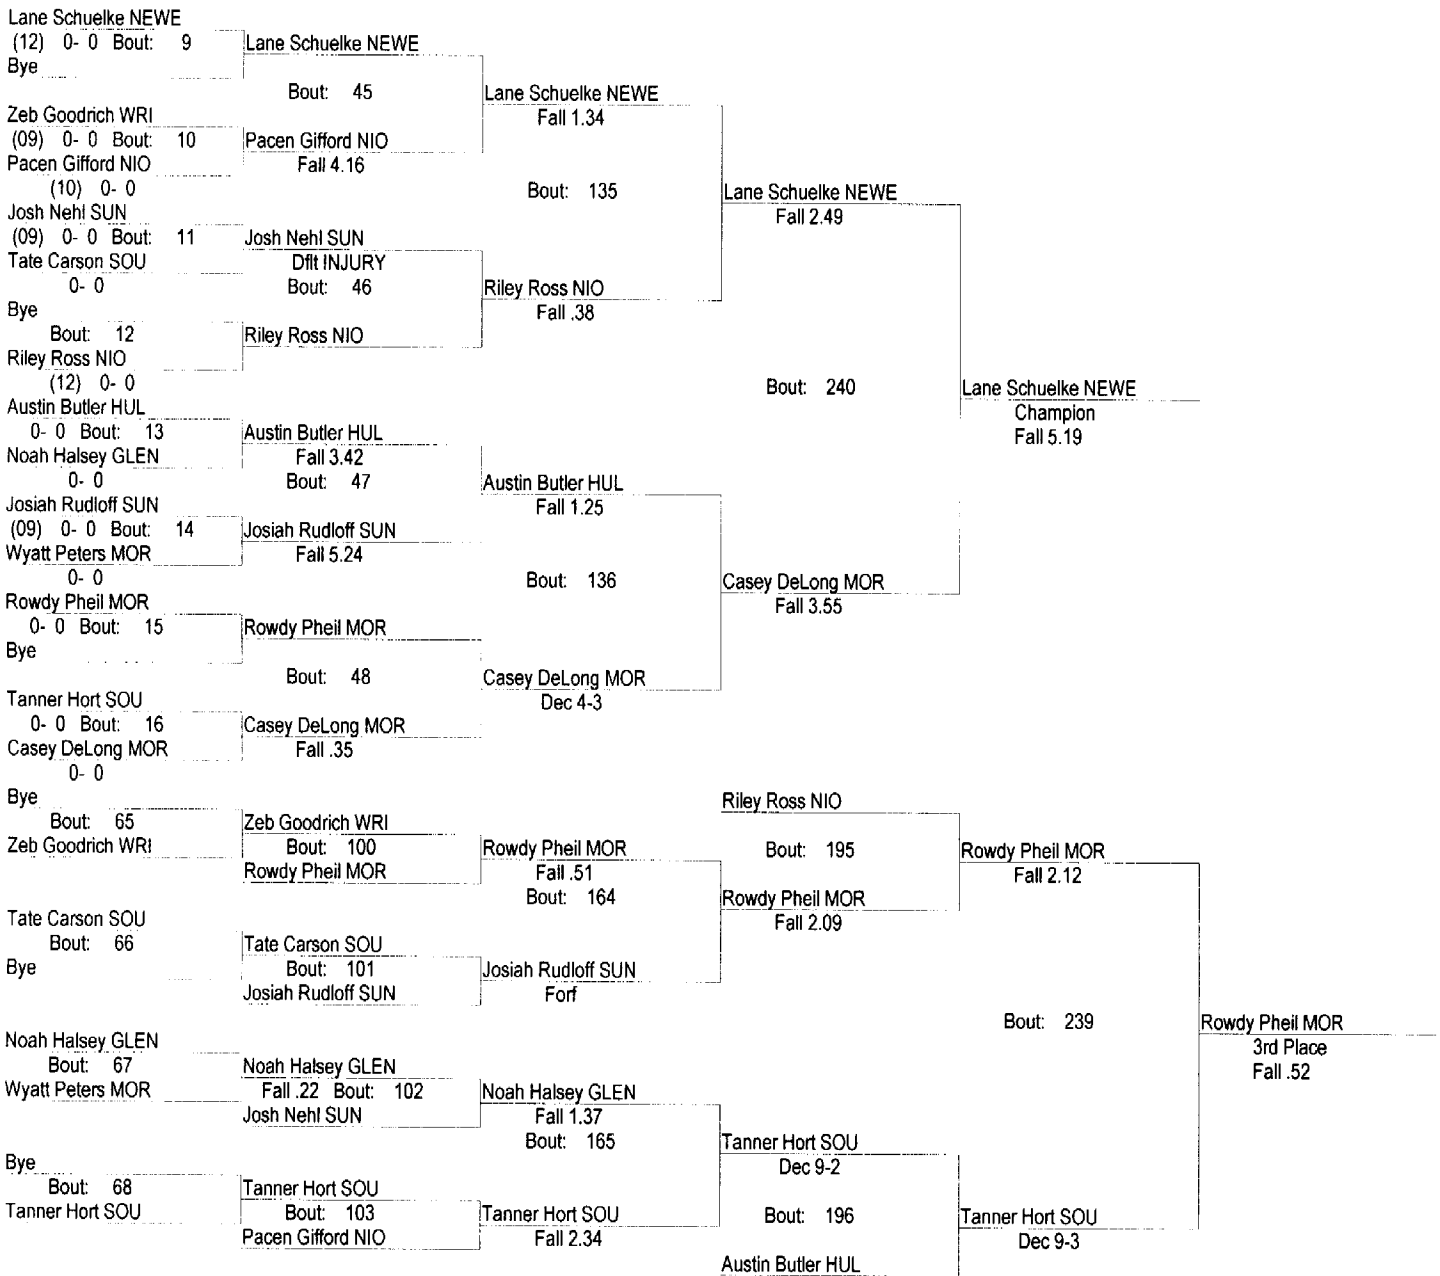 Lane Schuelke NEWE
(12) 0- 0 Bout: 9
Bye
Lane Schuelke NEWE
Bout: 45
Zeb Goodrich WRI
(09) 0- 0 Bout: 10
Pacen Gifford NIO
(10) 0- 0
Pacen Gifford NIO
Fall 4.16
Lane Schuelke NEWE
Fall 1.34
Bout: 135
Josh Nehl SUN
(09) 0- 0 Bout: 11
Tate Carson SOU
0- 0
Josh Nehl SUN
Dflt INJURY
Bout: 46
Bye
Bout: 12
Riley Ross NIO
(12) 0- 0
Riley Ross NIO
Riley Ross NIO
Fall .38
Lane Schuelke NEWE
Fall 2.49
Bout: 240
Lane Schuelke NEWE
Champion
Fall 5.19
Austin Butler HUL
0- 0 Bout: 13
Noah Halsey GLEN
0- 0
Austin Butler HUL
Fall 3.42
Bout: 47
Josiah Rudloff SUN
(09) 0- 0 Bout: 14
Wyatt Peters MOR
0- 0
Josiah Rudloff SUN
Fall 5.24
Austin Butler HUL
Fall 1.25
Bout: 136
Rowdy Pheil MOR
0- 0 Bout: 15
Bye
Rowdy Pheil MOR
Bout: 48
Tanner Hort SOU
0- 0 Bout: 16
Casey DeLong MOR
0- 0
Casey DeLong MOR
Fall .35
Casey DeLong MOR
Dec 4-3
Casey DeLong MOR
Fall 3.55
Bye
Bout: 65
Zeb Goodrich WRI
Zeb Goodrich WRI
Bout: 100
Rowdy Pheil MOR
Rowdy Pheil MOR
Fall .51
Bout: 164
Tate Carson SOU
Bout: 66
Bye
Tate Carson SOU
Bout: 101
Josiah Rudloff SUN
Josiah Rudloff SUN
Forf
Riley Ross NIO
Bout: 195
Rowdy Pheil MOR
Fall 2.09
Rowdy Pheil MOR
Fall 2.12
Bout: 239
Rowdy Pheil MOR
3rd Place
Fall .52
Noah Halsey GLEN
Bout: 67
Wyatt Peters MOR
Noah Halsey GLEN
Fall .22 Bout: 102
Josh Nehl SUN
Noah Halsey GLEN
Fall 1.37
Bout: 165
Bye
Bout: 68
Tanner Hort SOU
Tanner Hort SOU
Bout: 103
Pacen Gifford NIO
Tanner Hort SOU
Fall 2.34
Tanner Hort SOU
Dec 9-2
Bout: 196
Austin Butler HUL
Tanner Hort SOU
Dec 9-3